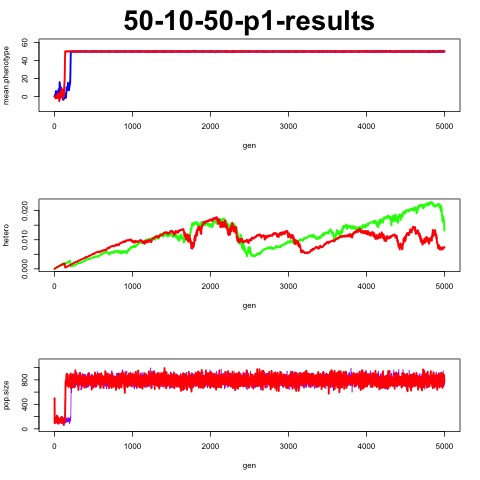 50-10-50-p1-results
mean.phenotype
60
40
20
0
0 1000 2000 3000 4000 5000
gen
hetero
0.020
0.010
0.000
0 1000 2000 3000 4000 5000
gen
pop.size
800
400
0
0 1000 2000 3000 4000 5000
gen